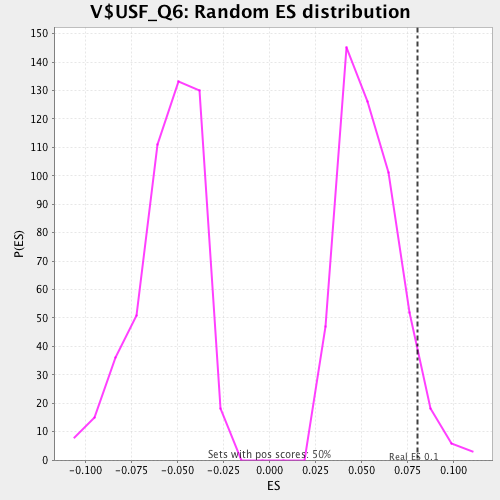 V$USF_Q6: Random ES distribution
P(ES)
150
140
130
120
110
100
90
80
70
60
50
40
30
20
10
0
Sets with pos scores: 50%
Real ES 0.1
-0.100 -0.075 -0.050 -0.025 0.000 0.025 0.050 0.075 0.100
ES